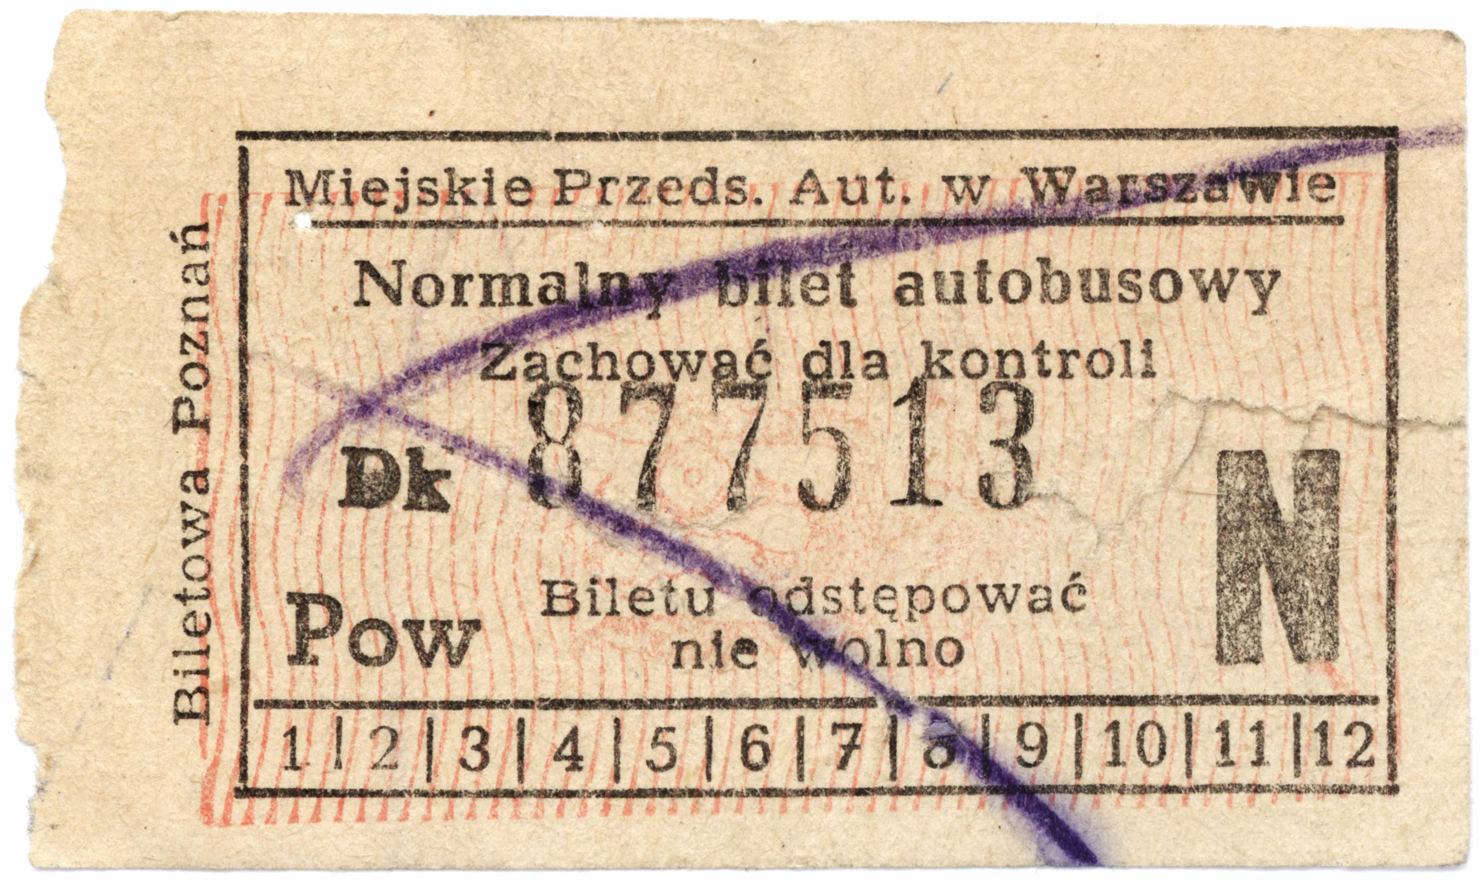 Miejskie Przeds. Aut. w Warszawie
Normalny bilet autobusowy
Zachować dla kontroli
Dk 877513
N
Pow
Biletu odstępować
nie wolno
1 | 2 | 3 | 4 | 5 | 6 | 7 | 8 | 9 | 10 | 11 | 12
Biletowa Poznań